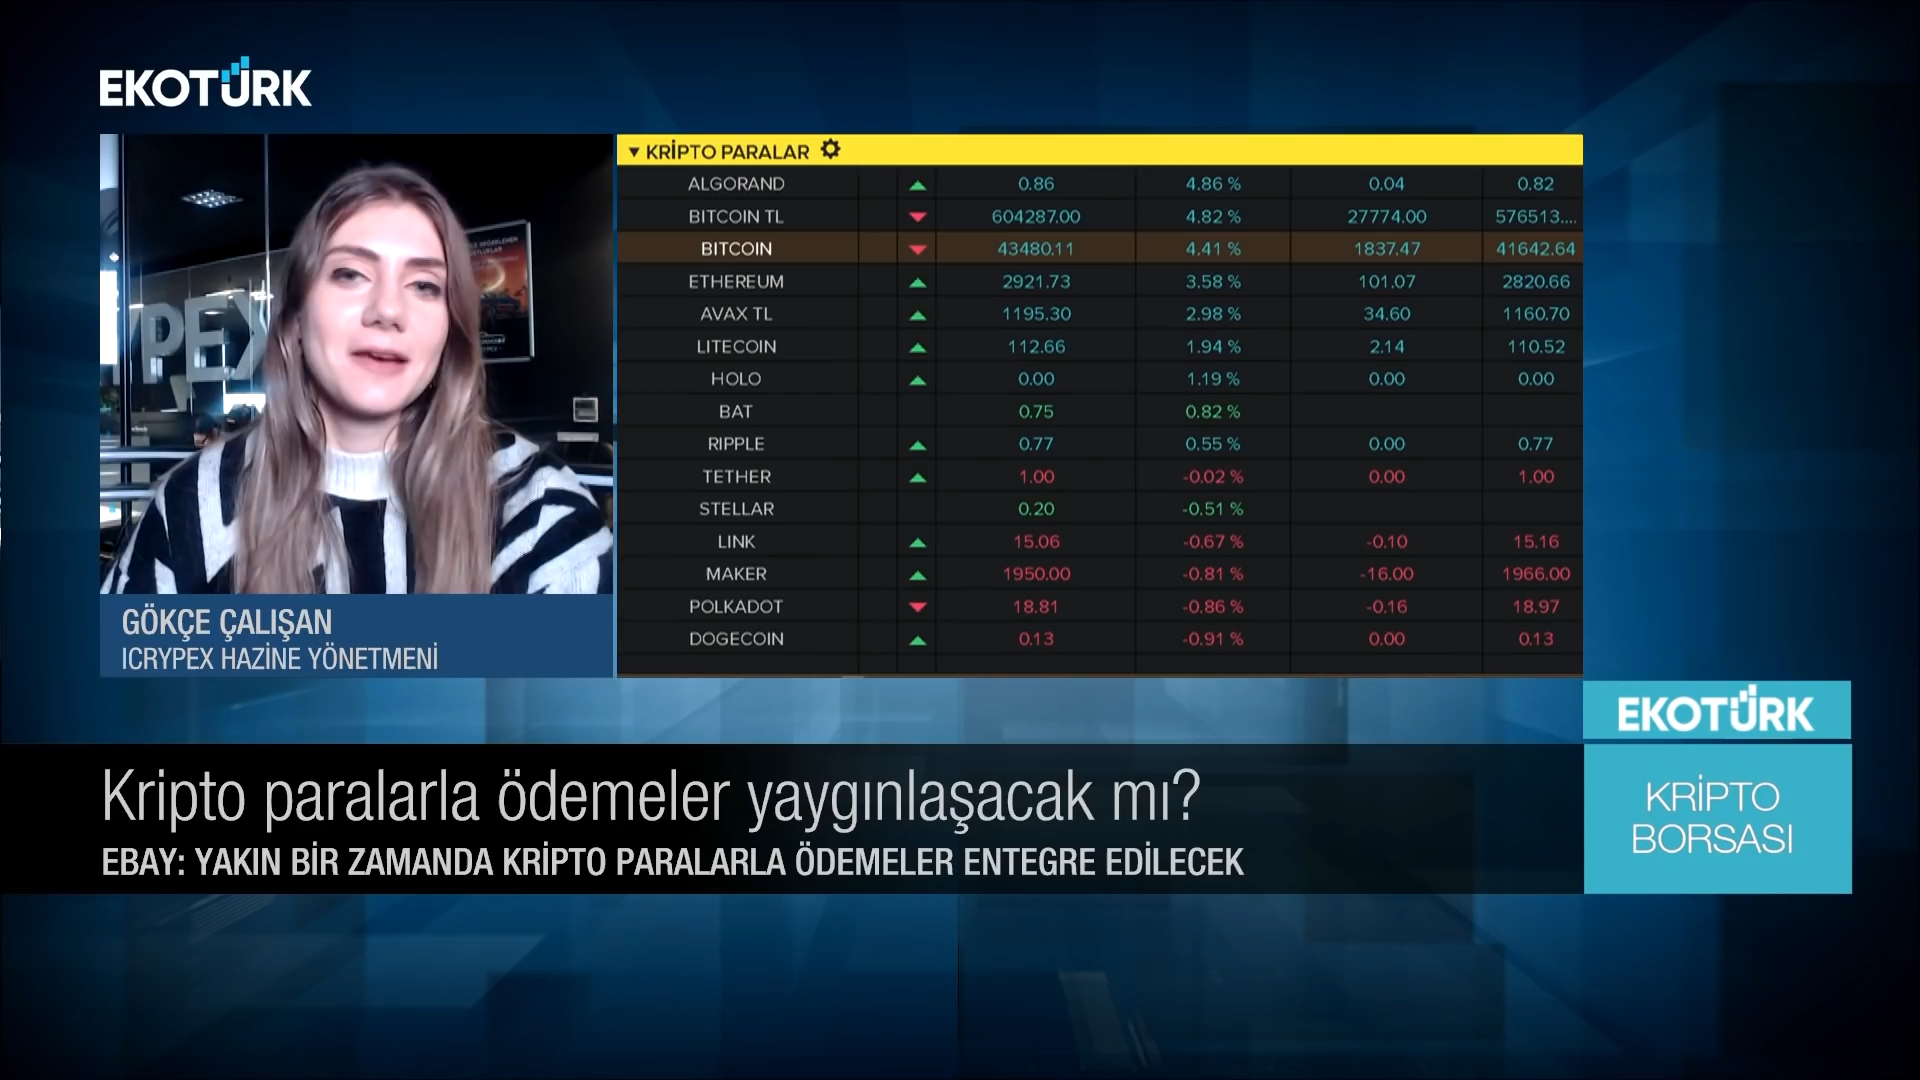 EKOTÜRK
YPEX
▼ KRİPTO PARALAR
ALGORAND 0.86 4.86 % 0.04 0.82
BITCOIN TL 604287.00 4.82 % 27774.00 576513....
BITCOIN 43480.11 4.41 % 1837.47 41642.64
ETHEREUM 2921.73 3.58 % 101.07 2820.66
AVAX TL 1195.30 2.98 % 34.60 1160.70
LITECOIN 112.66 1.94 % 2.14 110.52
HOLO 0.00 1.19 % 0.00 0.00
BAT 0.75 0.82 %
RIPPLE 0.77 0.55 % 0.00 0.77
TETHER 1.00 -0.02 % 0.00 1.00
STELLAR 0.20 -0.51 %
LINK 15.06 -0.67 % -0.10 15.16
MAKER 1950.00 -0.81 % -16.00 1966.00
POLKADOT 18.81 -0.86 % -0.16 18.97
DOGECOIN 0.13 -0.91 % 0.00 0.13
GÖKÇE ÇALIŞAN
ICRYPEX HAZİNE YÖNETMENİ
EKOTÜRK
Kripto paralarla ödemeler yaygınlaşacak mı?
EBAY: YAKIN BİR ZAMANDA KRİPTO PARALARLA ÖDEMELER ENTEGRE EDİLECEK
KRİPTO
BORSASI